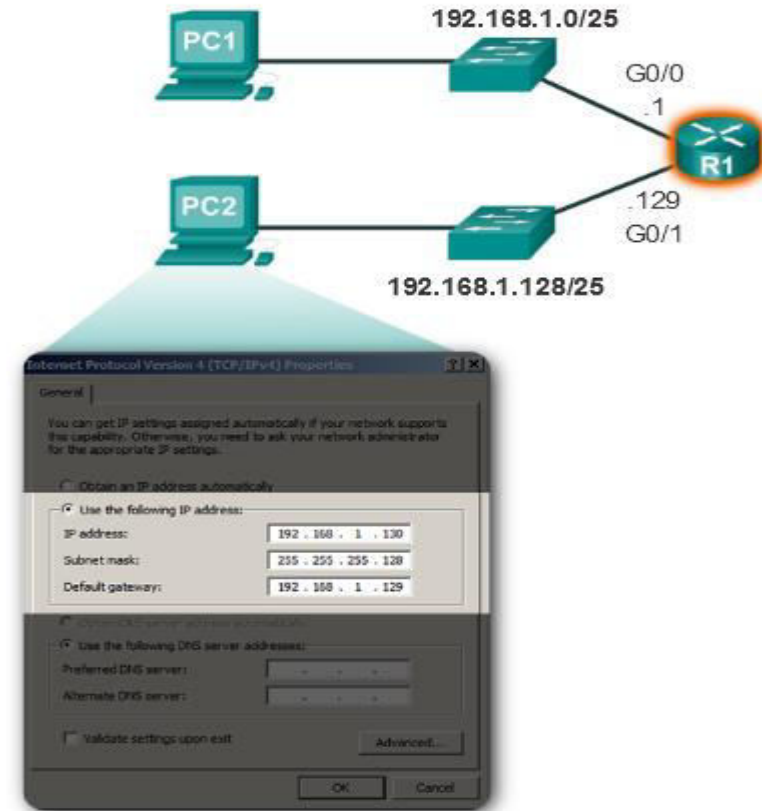 192.168.1.0/25
PC1
G0/0
.1
R1
PC2
.129
G0/1
192.168.1.128/25
Internet Protocol Version 4 (TCP/IPv4) Properties
General
You can get IP settings assigned automatically if your network supports
this capability. Otherwise, you need to ask your network administrator
for the appropriate IP settings.
Obtain an IP address automatically
Use the following IP address:
IP address: 192 . 168 . 1 . 130
Subnet mask: 255 . 255 . 255 . 128
Default gateway: 192 . 168 . 1 . 129
Obtain DNS server address automatically
Use the following DNS server addresses:
Preferred DNS server: . . .
Alternate DNS server: . . .
Validate settings upon exit
Advanced...
OK Cancel